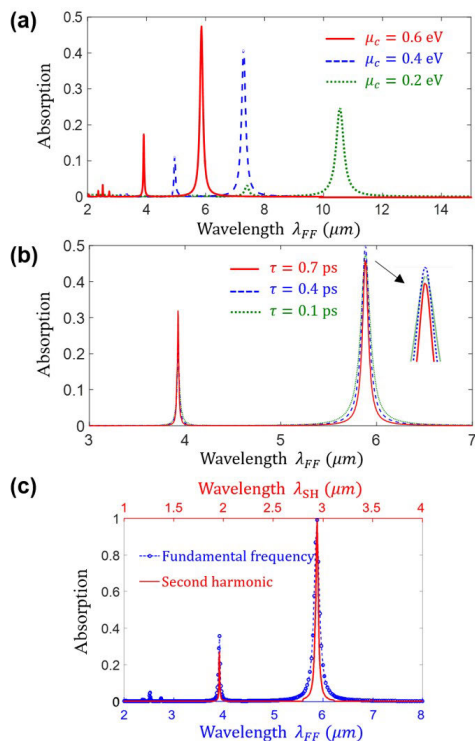 (a)
0.5
0.4
0.3
0.2
0.1
0
Absorption
μc = 0.6 eV
μc = 0.4 eV
μc = 0.2 eV
2 4 6 8 10 12 14
Wavelength λFF (μm)
(b)
0.5
0.4
0.3
0.2
0.1
0
Absorption
τ = 0.7 ps
τ = 0.4 ps
τ = 0.1 ps
3 4 5 6 7
Wavelength λFF (μm)
(c)
Wavelength λSH (μm)
1 1.5 2 2.5 3 3.5 4
1
0.8
0.6
0.4
0.2
0
Absorption
Fundamental frequency
Second harmonic
2 3 4 5 6 7 8
Wavelength λFF (μm)